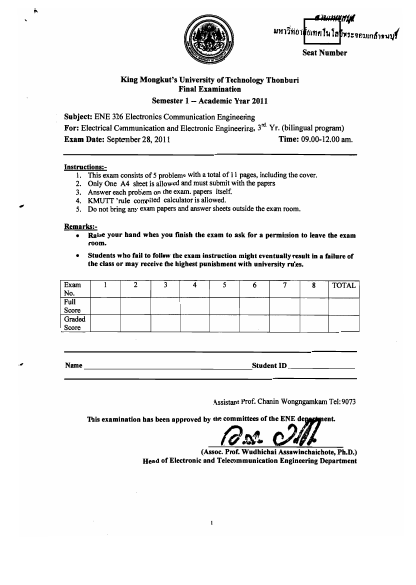 มหาวิทยาลัยเทคโนโลยีพระจอมเกล้าธนบุรี
Seat Number
King Mongkut's University of Technology Thonburi
Final Examination
Semester 1 – Academic Year 2011
Subject: ENE 326 Electronics Communication Engineering
For: Electrical Communication and Electronic Engineering, 3rd Yr. (bilingual program)
Exam Date: September 28, 2011 Time: 09.00-12.00 am.
Instructions:-
1. This exam consists of 5 problems with a total of 11 pages, including the cover.
2. Only One A4 sheet is allowed and must submit with the papers
3. Answer each problem on the exam. papers itself.
4. KMUTT 'rule complied calculator is allowed.
5. Do not bring any exam papers and answer sheets outside the exam room.
Remarks:-
• Raise your hand when you finish the exam to ask for a permision to leave the exam
room.
• Students who fail to follow the exam instruction might eventually result in a failure of
the class or may receive the highest punishment with university rules.
Exam No. 1 2 3 4 5 6 7 8 TOTAL
Full Score
Graded Score
Name Student ID
Assistant Prof. Chanin Wongngamkam Tel:9073
This examination has been approved by the committees of the ENE department.
(Assoc. Prof. Wudhichai Assawinchaichote, Ph.D.)
Head of Electronic and Telecommunication Engineering Department
1